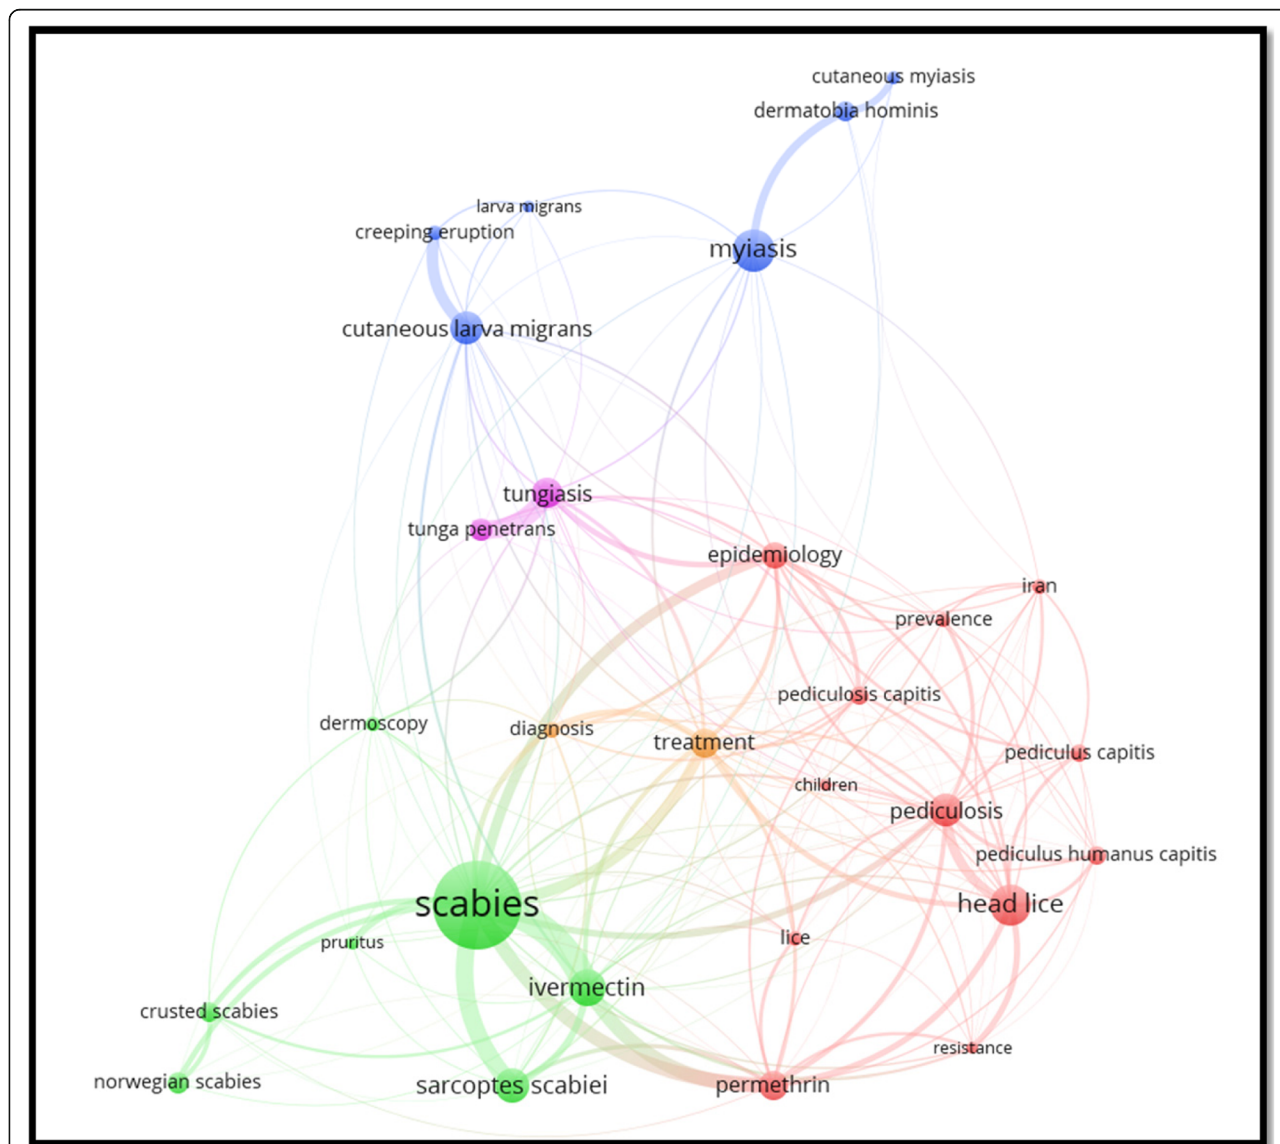 cutaneous myiasis
dermatobia hominis
larva migrans
creeping eruption
myiasis
cutaneous larva migrans
tungiasis
tunga penetrans
epidemiology
iran
prevalence
pediculosis capitis
dermoscopy
diagnosis
treatment
pediculus capitis
children
pediculosis
pediculus humanus capitis
scabies
head lice
lice
pruritus
ivermectin
crusted scabies
resistance
norwegian scabies
sarcoptes scabiei
permethrin